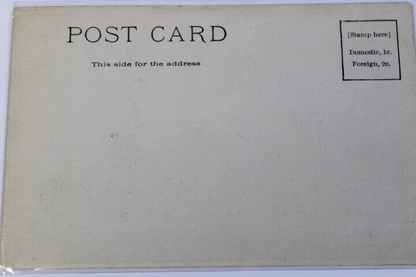 POST CARD
This side for the address
[Stamp here]
Domestic, 1c.
Foreign, 2c.